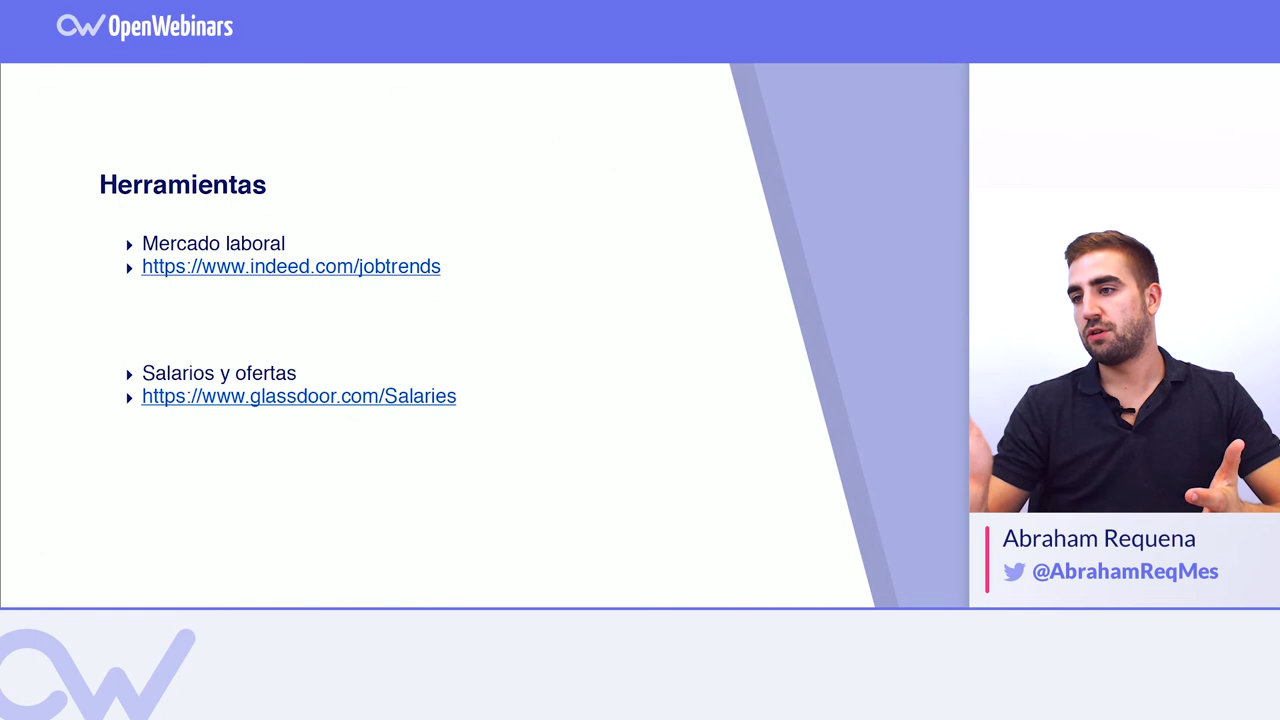 OpenWebinars
Herramientas
Mercado laboral
https://www.indeed.com/jobtrends
Salarios y ofertas
https://www.glassdoor.com/Salaries
Abraham Requena
@AbrahamReqMes